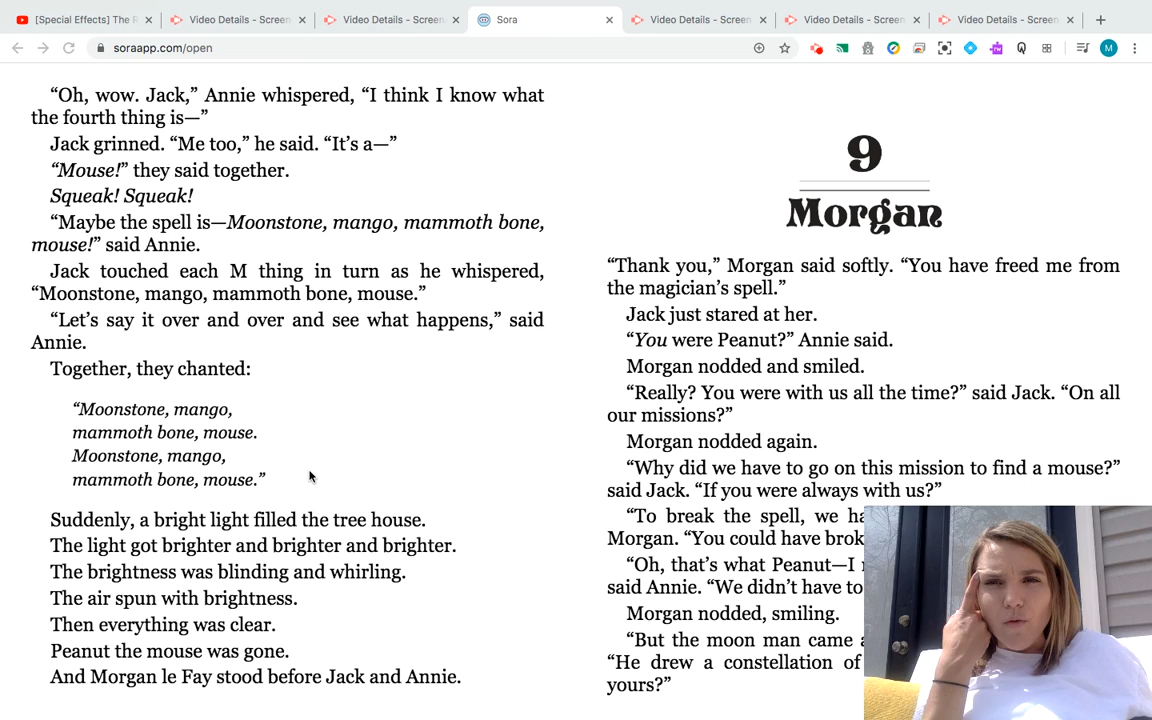 [Special Effects] The R
Video Details - Screen
Video Details - Screen
Sora
Video Details - Screen
Video Details - Screen
Video Details - Screen
soraapp.com/open
M
“Oh, wow. Jack,” Annie whispered, “I think I know what
the fourth thing is—”
Jack grinned. “Me too,” he said. “It’s a—”
“Mouse!” they said together.
Squeak! Squeak!
“Maybe the spell is—Moonstone, mango, mammoth bone,
mouse!” said Annie.
Jack touched each M thing in turn as he whispered,
“Moonstone, mango, mammoth bone, mouse.”
“Let’s say it over and over and see what happens,” said
Annie.
Together, they chanted:
“Moonstone, mango,
mammoth bone, mouse.
Moonstone, mango,
mammoth bone, mouse.”
Suddenly, a bright light filled the tree house.
The light got brighter and brighter and brighter.
The brightness was blinding and whirling.
The air spun with brightness.
Then everything was clear.
Peanut the mouse was gone.
And Morgan le Fay stood before Jack and Annie.
9
Morgan
“Thank you,” Morgan said softly. “You have freed me from
the magician’s spell.”
Jack just stared at her.
“You were Peanut?” Annie said.
Morgan nodded and smiled.
“Really? You were with us all the time?” said Jack. “On all
our missions?”
Morgan nodded again.
“Why did we have to go on this mission to find a mouse?”
said Jack. “If you were always with us?”
“To break the spell, we
Morgan. “You could have
“Oh, that’s what Peanut—I
said Annie. “We didn’t have to
Morgan nodded, smiling.
“But the moon man came
“He drew a constellation of
yours?”